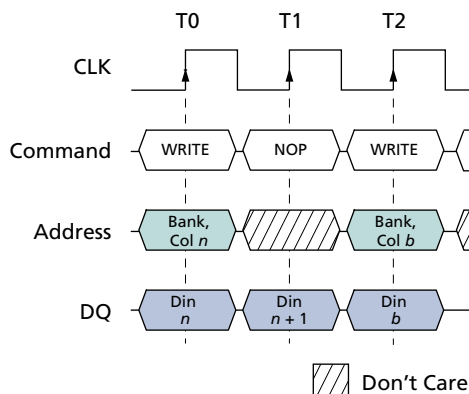 T0 T1 T2
CLK
Command WRITE NOP WRITE
Address Bank, Col n Bank, Col b
DQ Din n Din n + 1 Din b
Don't Care